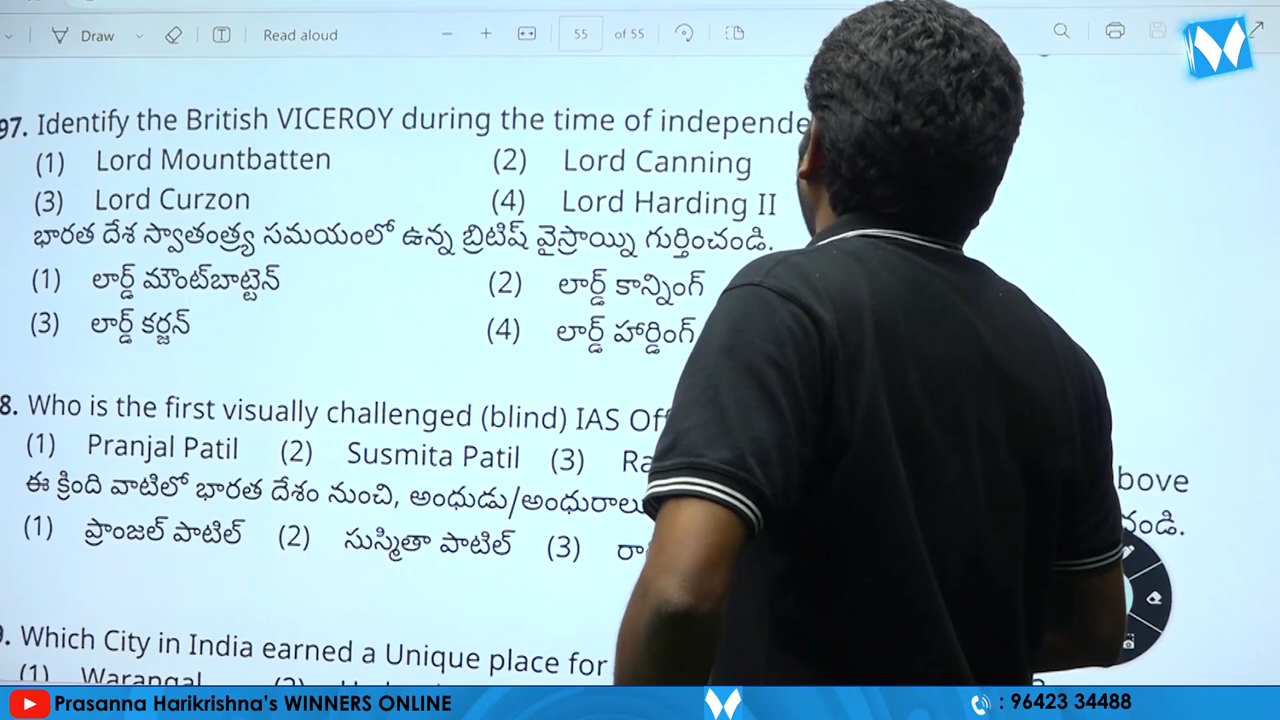 Draw Read aloud 55 of 55
97. Identify the British VICEROY during the time of independe
(1) Lord Mountbatten (2) Lord Canning
(3) Lord Curzon (4) Lord Harding II
భారత దేశ స్వాతంత్ర్య సమయంలో ఉన్న బ్రిటిష్ వైస్రాయ్ని గుర్తించండి.
(1) లార్డ్ మౌంట్‌బాట్టెన్ (2) లార్డ్ కాన్నింగ్
(3) లార్డ్ కర్జన్ (4) లార్డ్ హార్డింగ్
8. Who is the first visually challenged (blind) IAS Off
(1) Pranjal Patil (2) Susmita Patil (3) Ra bove
ఈ క్రింది వాటిలో భారత దేశం నుంచి, అంధుడు/అంధురాలు చండి.
(1) ప్రాంజల్ పాటిల్ (2) సుస్మితా పాటిల్ (3) రా
. Which City in India earned a Unique place for
(1) Warangal
Prasanna Harikrishna's WINNERS ONLINE : 96423 34488